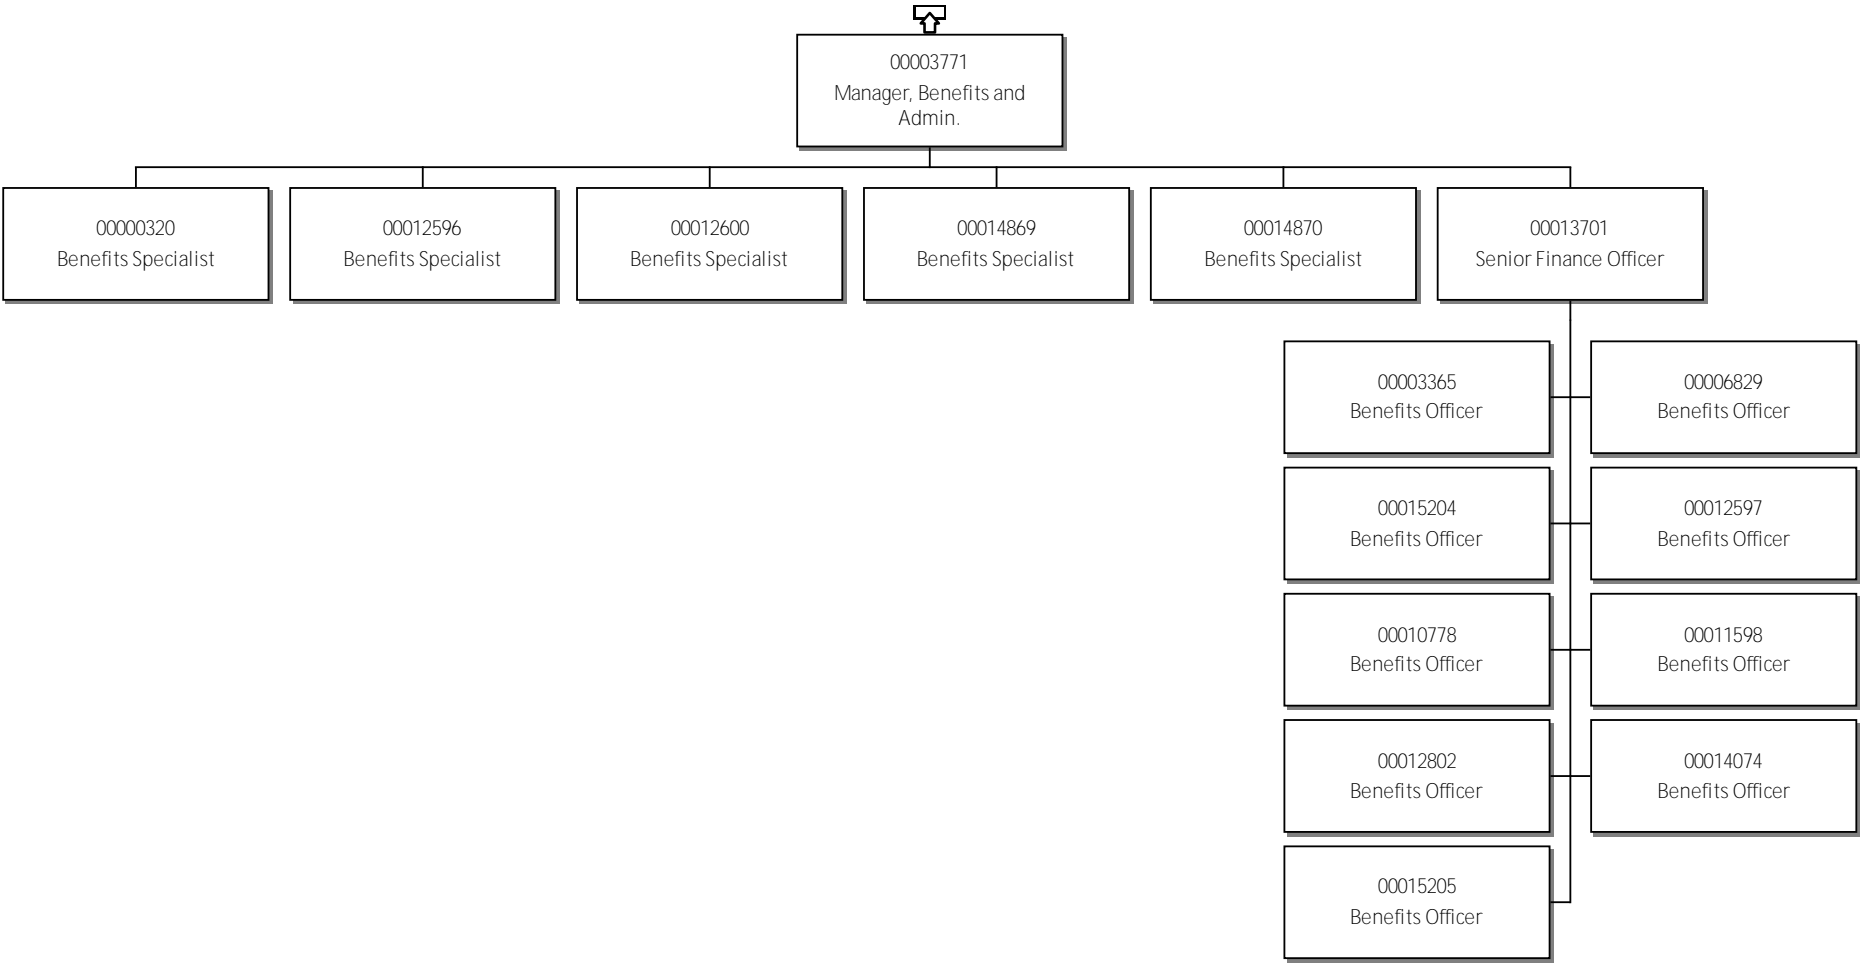 00003771
Manager, Benefits and
Admin.
00000320
Benefits Specialist
00012596
Benefits Specialist
00012600
Benefits Specialist
00014869
Benefits Specialist
00014870
Benefits Specialist
00013701
Senior Finance Officer
00003365
Benefits Officer
00006829
Benefits Officer
00015204
Benefits Officer
00012597
Benefits Officer
00010778
Benefits Officer
00011598
Benefits Officer
00012802
Benefits Officer
00014074
Benefits Officer
00015205
Benefits Officer